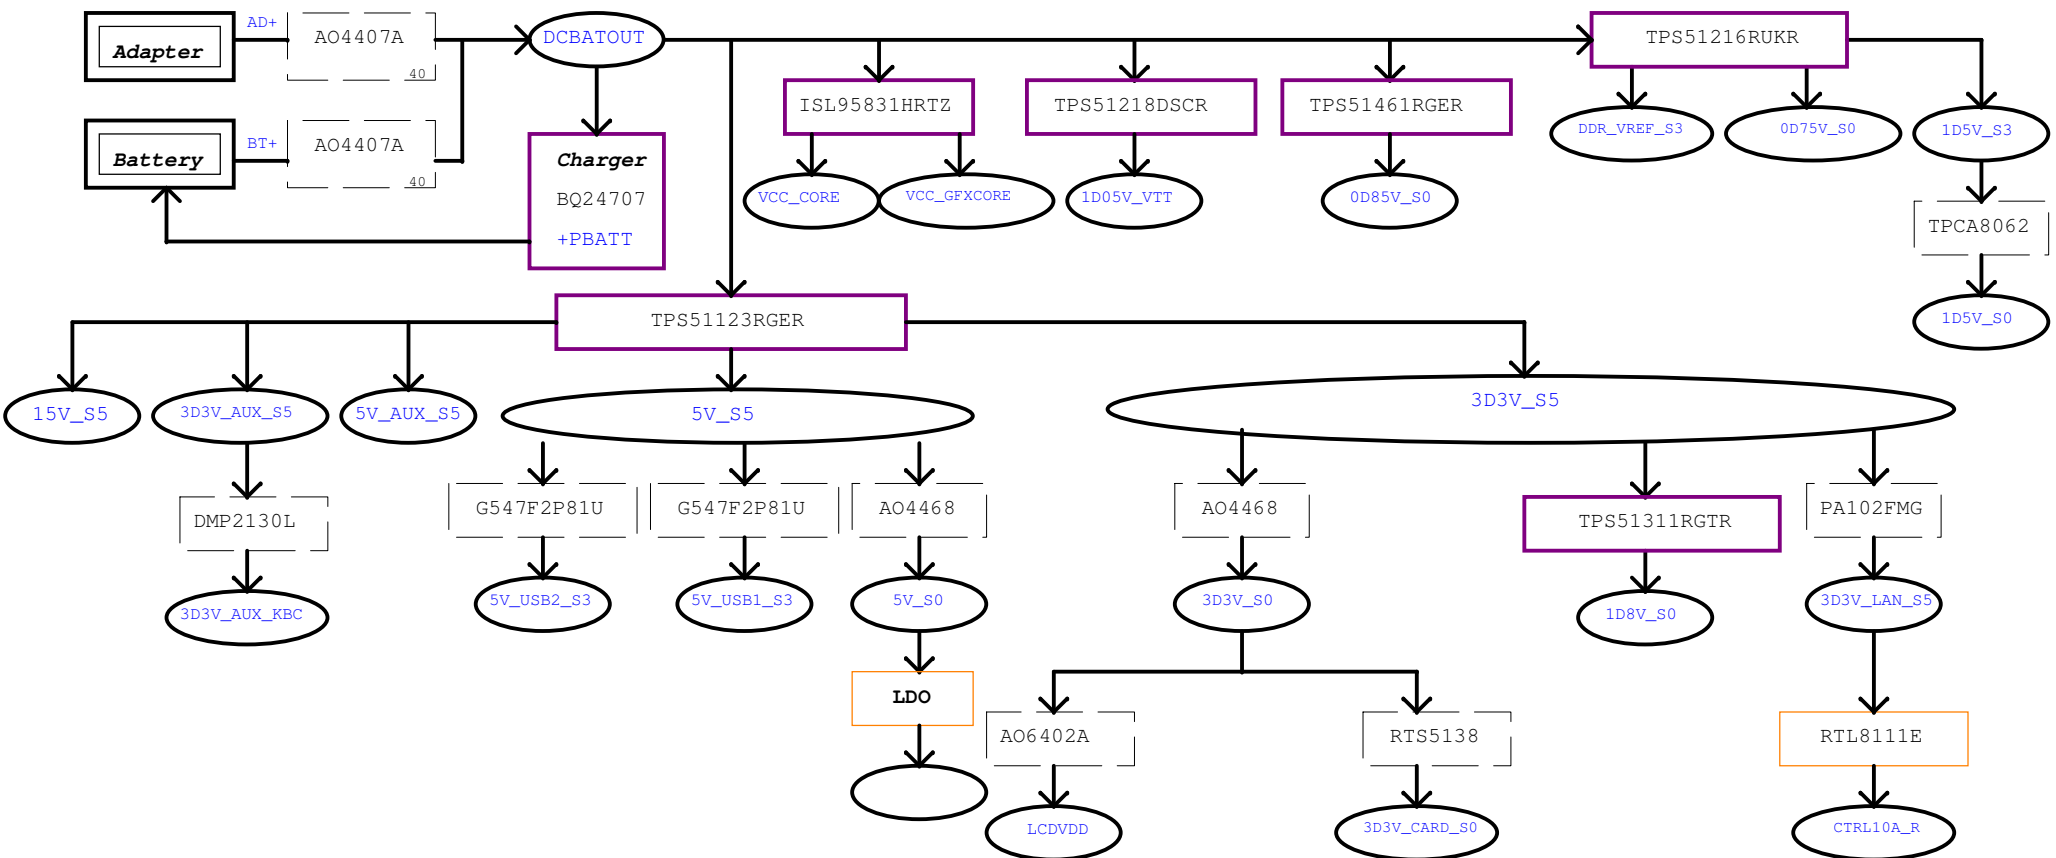 AD+
Adapter
AO4407A
40
DCBATOUT
TPS51216RUKR
BT+
Battery
AO4407A
40
Charger
BQ24707
+PBATT
ISL95831HRTZ
TPS51218DSCR
TPS51461RGER
VCC_CORE
VCC_GFXCORE
1D05V_VTT
0D85V_S0
DDR_VREF_S3
0D75V_S0
1D5V_S3
TPCA8062
1D5V_S0
TPS51123RGER
15V_S5
3D3V_AUX_S5
5V_AUX_S5
5V_S5
3D3V_S5
DMP2130L
G547F2P81U
G547F2P81U
AO4468
AO4468
TPS51311RGTR
PA102FMG
3D3V_AUX_KBC
5V_USB2_S3
5V_USB1_S3
5V_S0
3D3V_S0
1D8V_S0
3D3V_LAN_S5
LDO
AO6402A
RTS5138
RTL8111E
LCDVDD
3D3V_CARD_S0
CTRL10A_R